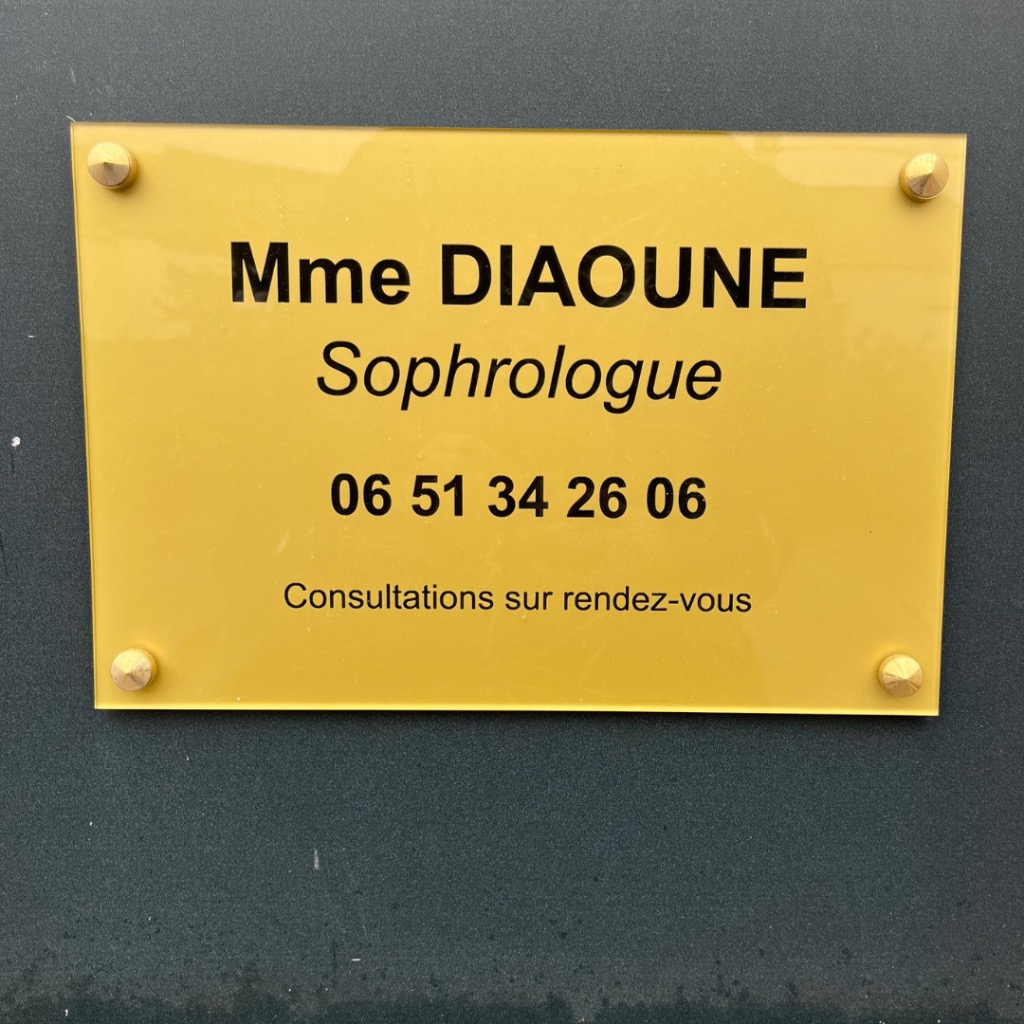 Mme DIAOUNE
Sophrologue
06 51 34 26 06
Consultations sur rendez-vous